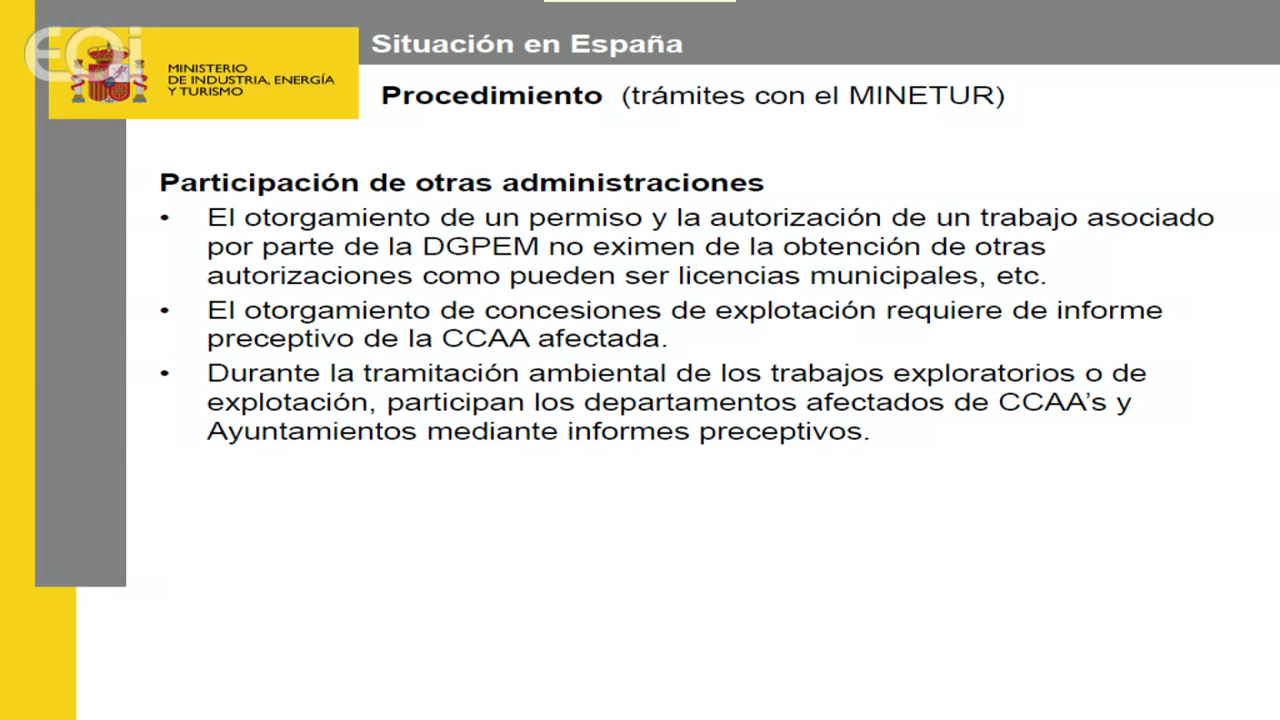 EOi
Situación en España
MINISTERIO
DE INDUSTRIA, ENERGÍA
Y TURISMO
Procedimiento (trámites con el MINETUR)
Participación de otras administraciones
• El otorgamiento de un permiso y la autorización de un trabajo asociado
por parte de la DGPEM no eximen de la obtención de otras
autorizaciones como pueden ser licencias municipales, etc.
• El otorgamiento de concesiones de explotación requiere de informe
preceptivo de la CCAA afectada.
• Durante la tramitación ambiental de los trabajos exploratorios o de
explotación, participan los departamentos afectados de CCAA’s y
Ayuntamientos mediante informes preceptivos.